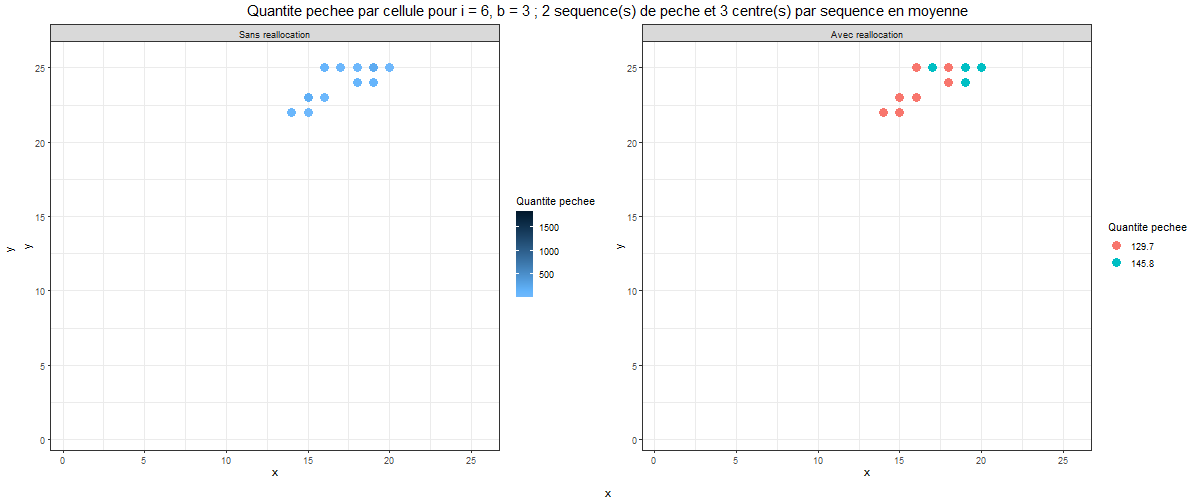 Quantite pechee par cellule pour i = 6, b = 3 ; 2 sequence(s) de peche et 3 centre(s) par sequence en moyenne
Sans reallocation
25
20
15
10
5
0
y
y
0 5 10 15 20 25
x
Quantite pechee
1500
1000
500
Avec reallocation
25
20
15
10
5
0
y
0 5 10 15 20 25
x
Quantite pechee
129.7
145.8
x